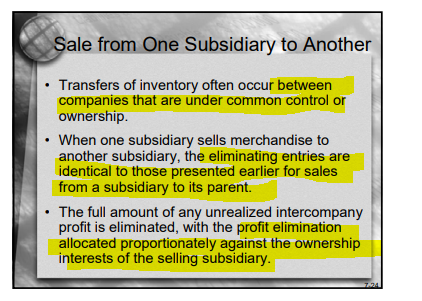 Sale from One Subsidiary to Another
• Transfers of inventory often occur between
companies that are under common control or
ownership.
• When one subsidiary sells merchandise to
another subsidiary, the eliminating entries are
identical to those presented earlier for sales
from a subsidiary to its parent.
• The full amount of any unrealized intercompany
profit is eliminated, with the profit elimination
allocated proportionately against the ownership
interests of the selling subsidiary.
7-24